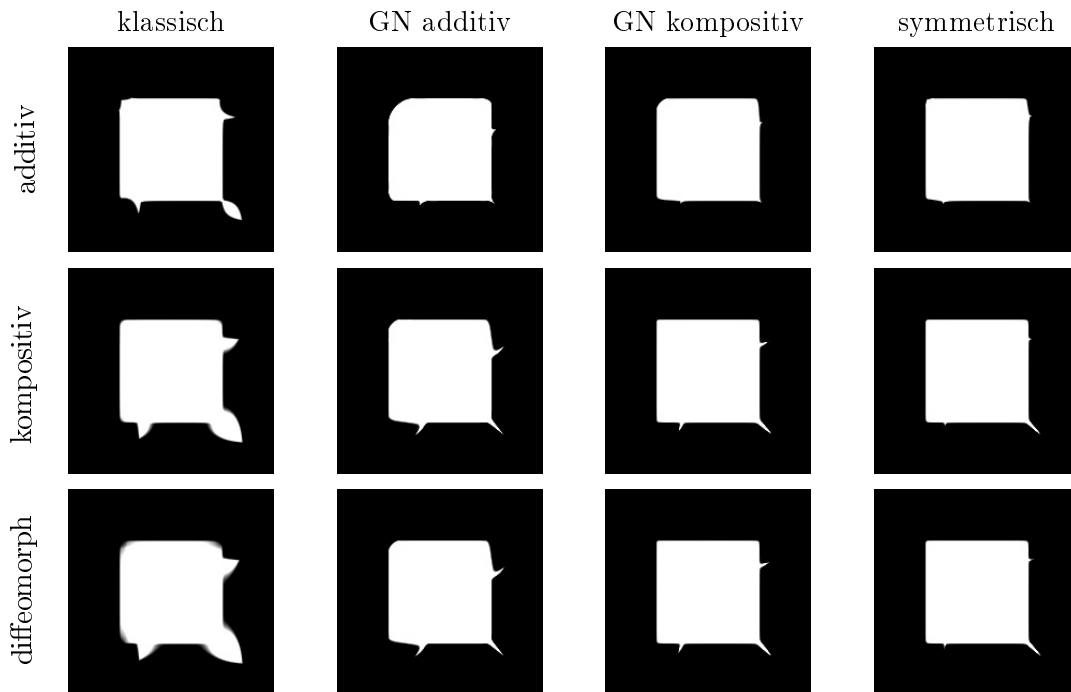 klassisch
GN additiv
GN kompositiv
symmetrisch
additiv
kompositiv
diffeomorph